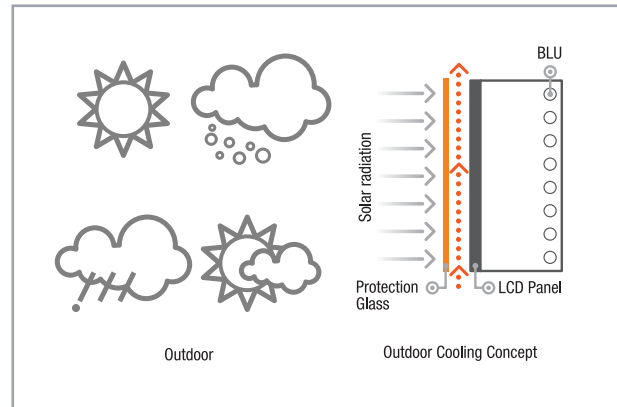 BLU
Solar radiation
Protection
Glass
LCD Panel
Outdoor
Outdoor Cooling Concept